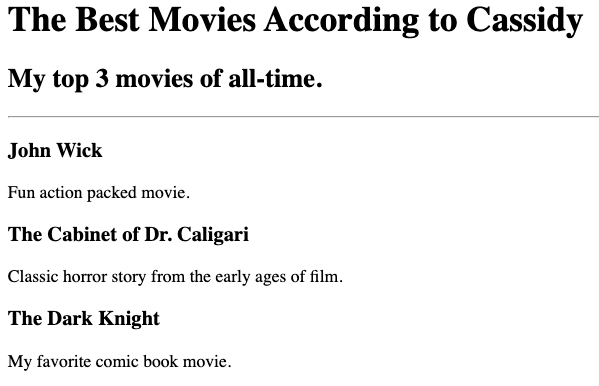 The Best Movies According to Cassidy
My top 3 movies of all-time.
John Wick
Fun action packed movie.
The Cabinet of Dr. Caligari
Classic horror story from the early ages of film.
The Dark Knight
My favorite comic book movie.